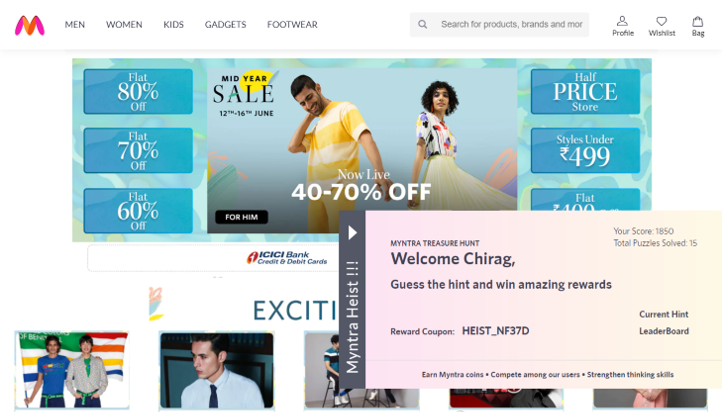 MEN WOMEN KIDS GADGETS FOOTWEAR
Search for products, brands and mor
Profile Wishlist Bag
Flat
80%
Off
Flat
70%
Off
Flat
60%
Off
MID YEAR
SALE
12TH-16TH JUNE
Now Live
40-70% OFF
FOR HIM
Half
PRICE
Store
Styles Under
₹499
Flat
ICICI Bank
Credit & Debit Cards
EXCITI
Myntra Heist !!!
Your Score: 1850
Total Puzzles Solved: 15
MYNTRA TREASURE HUNT
Welcome Chirag,
Guess the hint and win amazing rewards
Current Hint
Reward Coupon: HEIST_NF37D
LeaderBoard
Earn Myntra coins • Compete among our users • Strengthen thinking skills